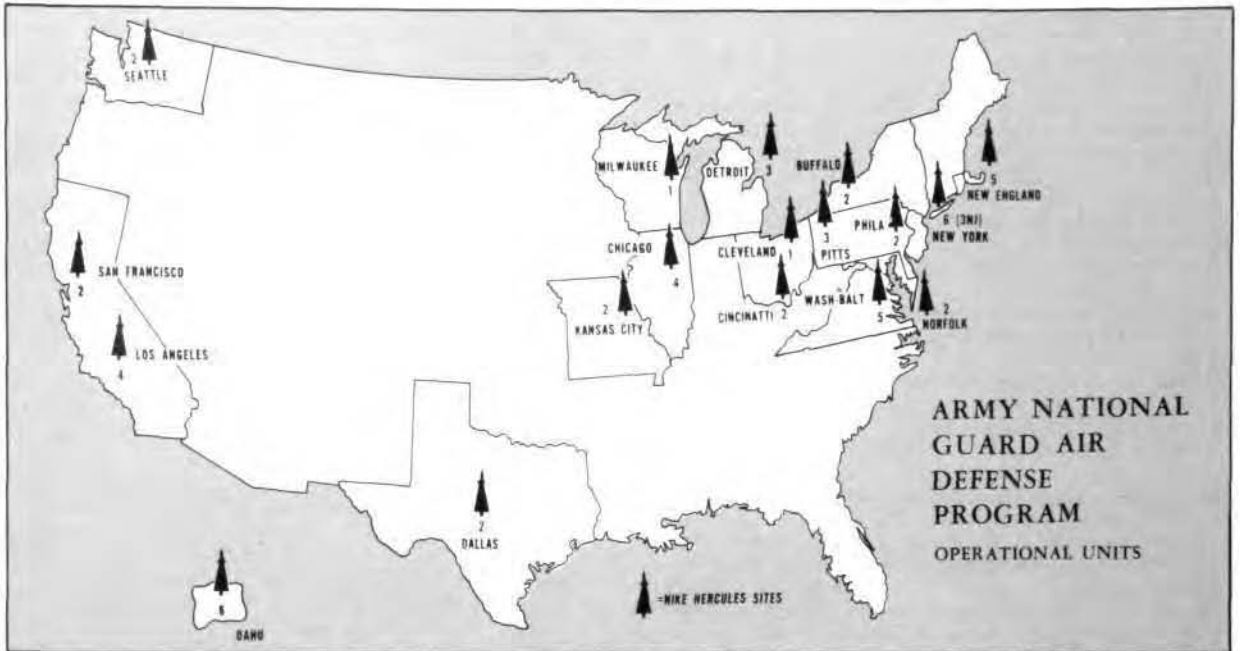 2
SEATTLE
MILWAUKEE
1
DETROIT
3
BUFFALO
2
5
NEW ENGLAND
6 (3NJ)
NEW YORK
PHILA
2
3
PITTS
CLEVELAND
1
CHICAGO
4
SAN FRANCISCO
2
2
KANSAS CITY
CINCINATTI
2
WASH-BALT
5
2
NORFOLK
LOS ANGELES
4
ARMY NATIONAL
GUARD AIR
DEFENSE
PROGRAM
OPERATIONAL UNITS
2
DALLAS
=NIKE HERCULES SITES
6
OAHU